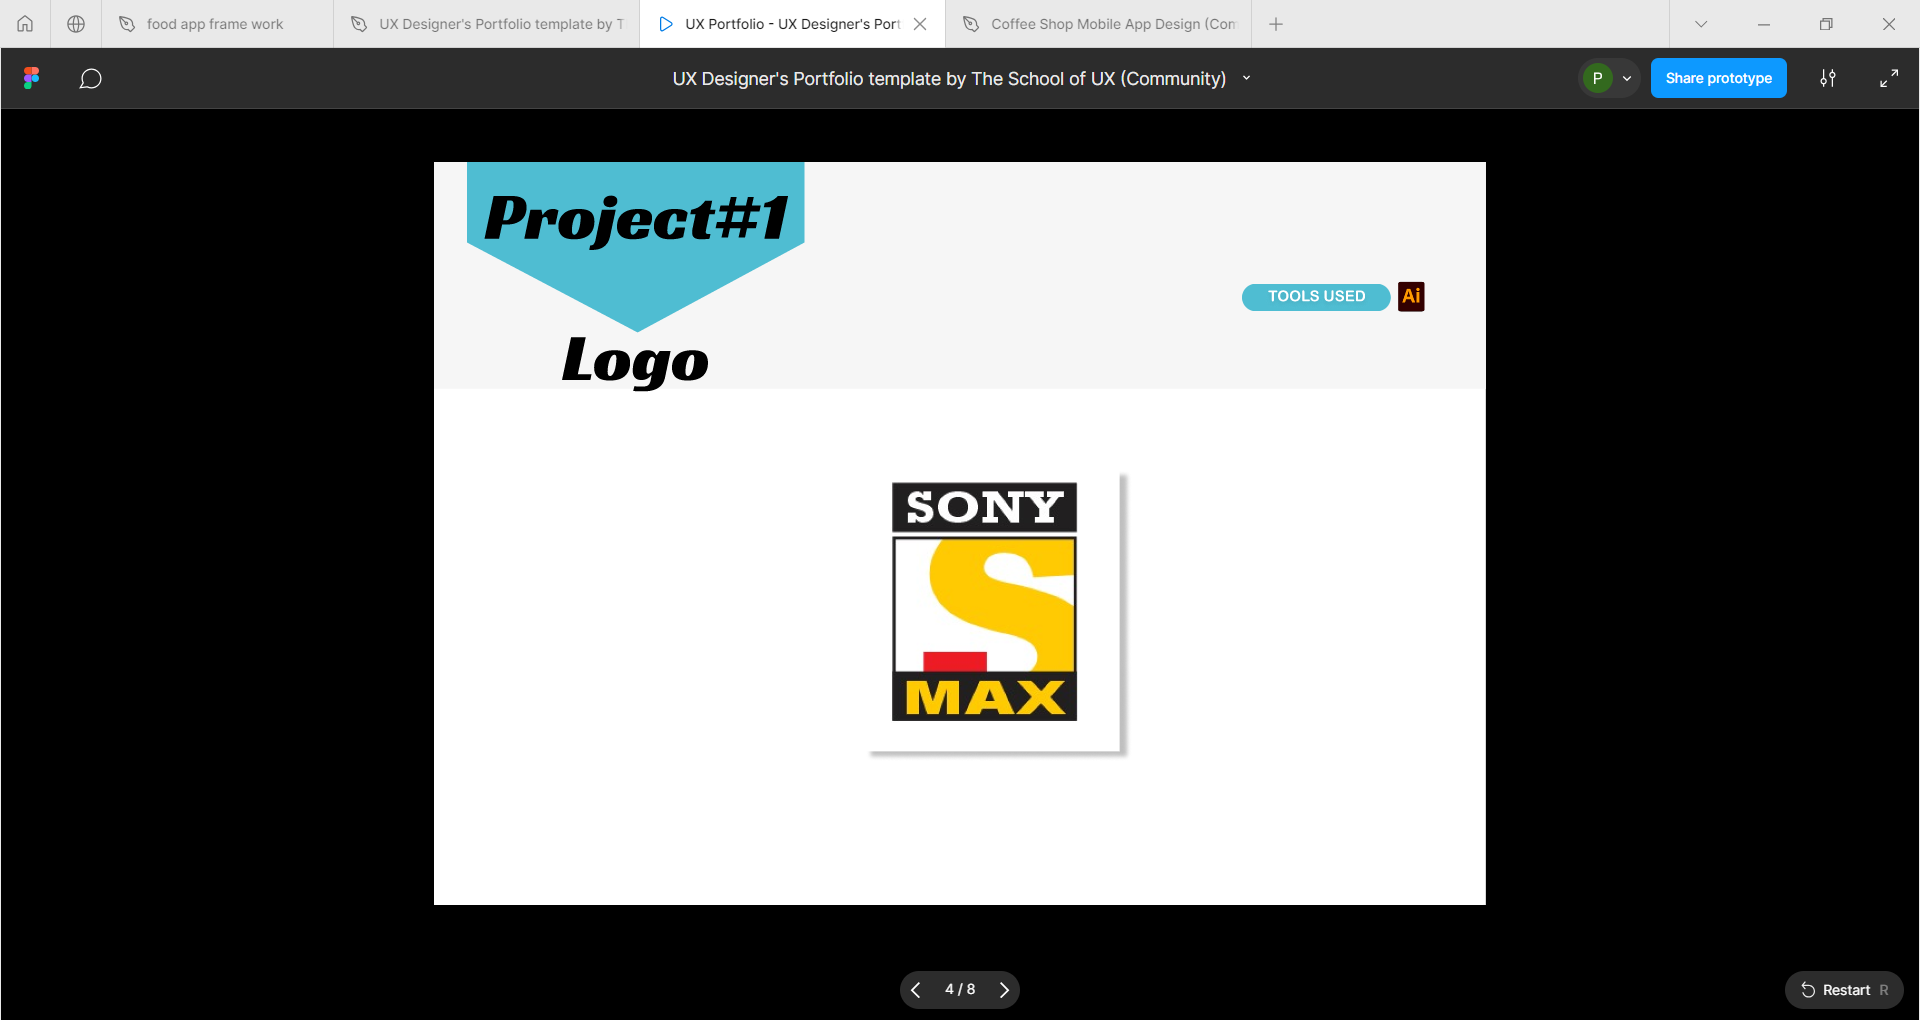 food app frame work
UX Designer's Portfolio template by T
UX Portfolio - UX Designer's Port
Coffee Shop Mobile App Design (Com
UX Designer's Portfolio template by The School of UX (Community)
P
Share prototype
Project#1
TOOLS USED
Ai
Logo
SONY
S
MAX
4 / 8
Restart R